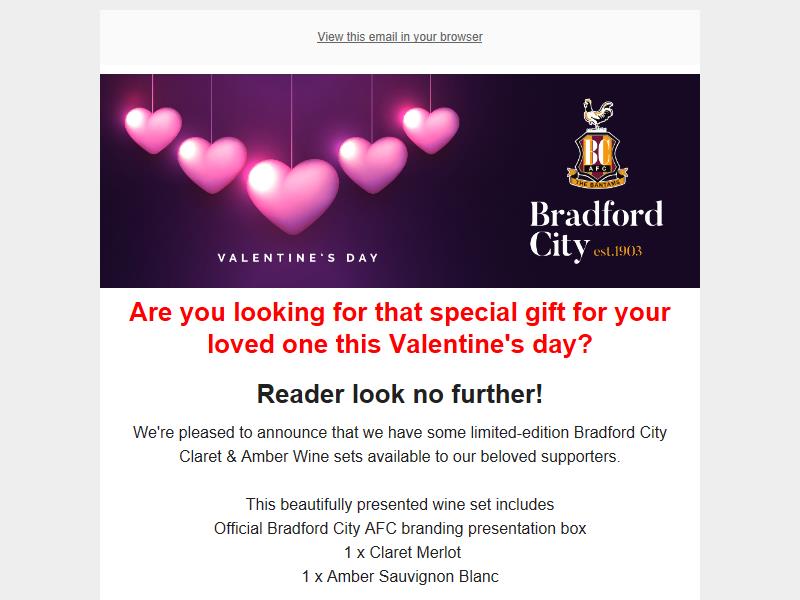 View this email in your browser
BC
AFC
THE BANTAMS
Bradford
City est.1903
VALENTINE'S DAY
Are you looking for that special gift for your
loved one this Valentine's day?
Reader look no further!
We're pleased to announce that we have some limited-edition Bradford City
Claret & Amber Wine sets available to our beloved supporters.
This beautifully presented wine set includes
Official Bradford City AFC branding presentation box
1 x Claret Merlot
1 x Amber Sauvignon Blanc